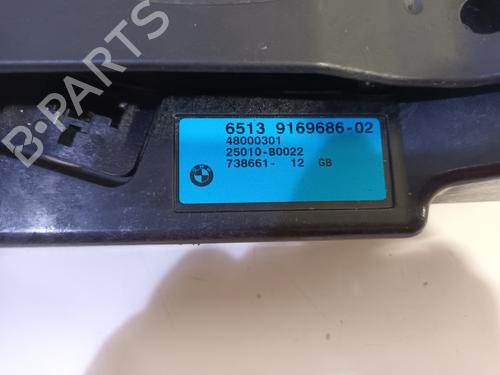 B-PARTS
6513 9169686-02
48000301
25010-B0022
738661- 12 GB